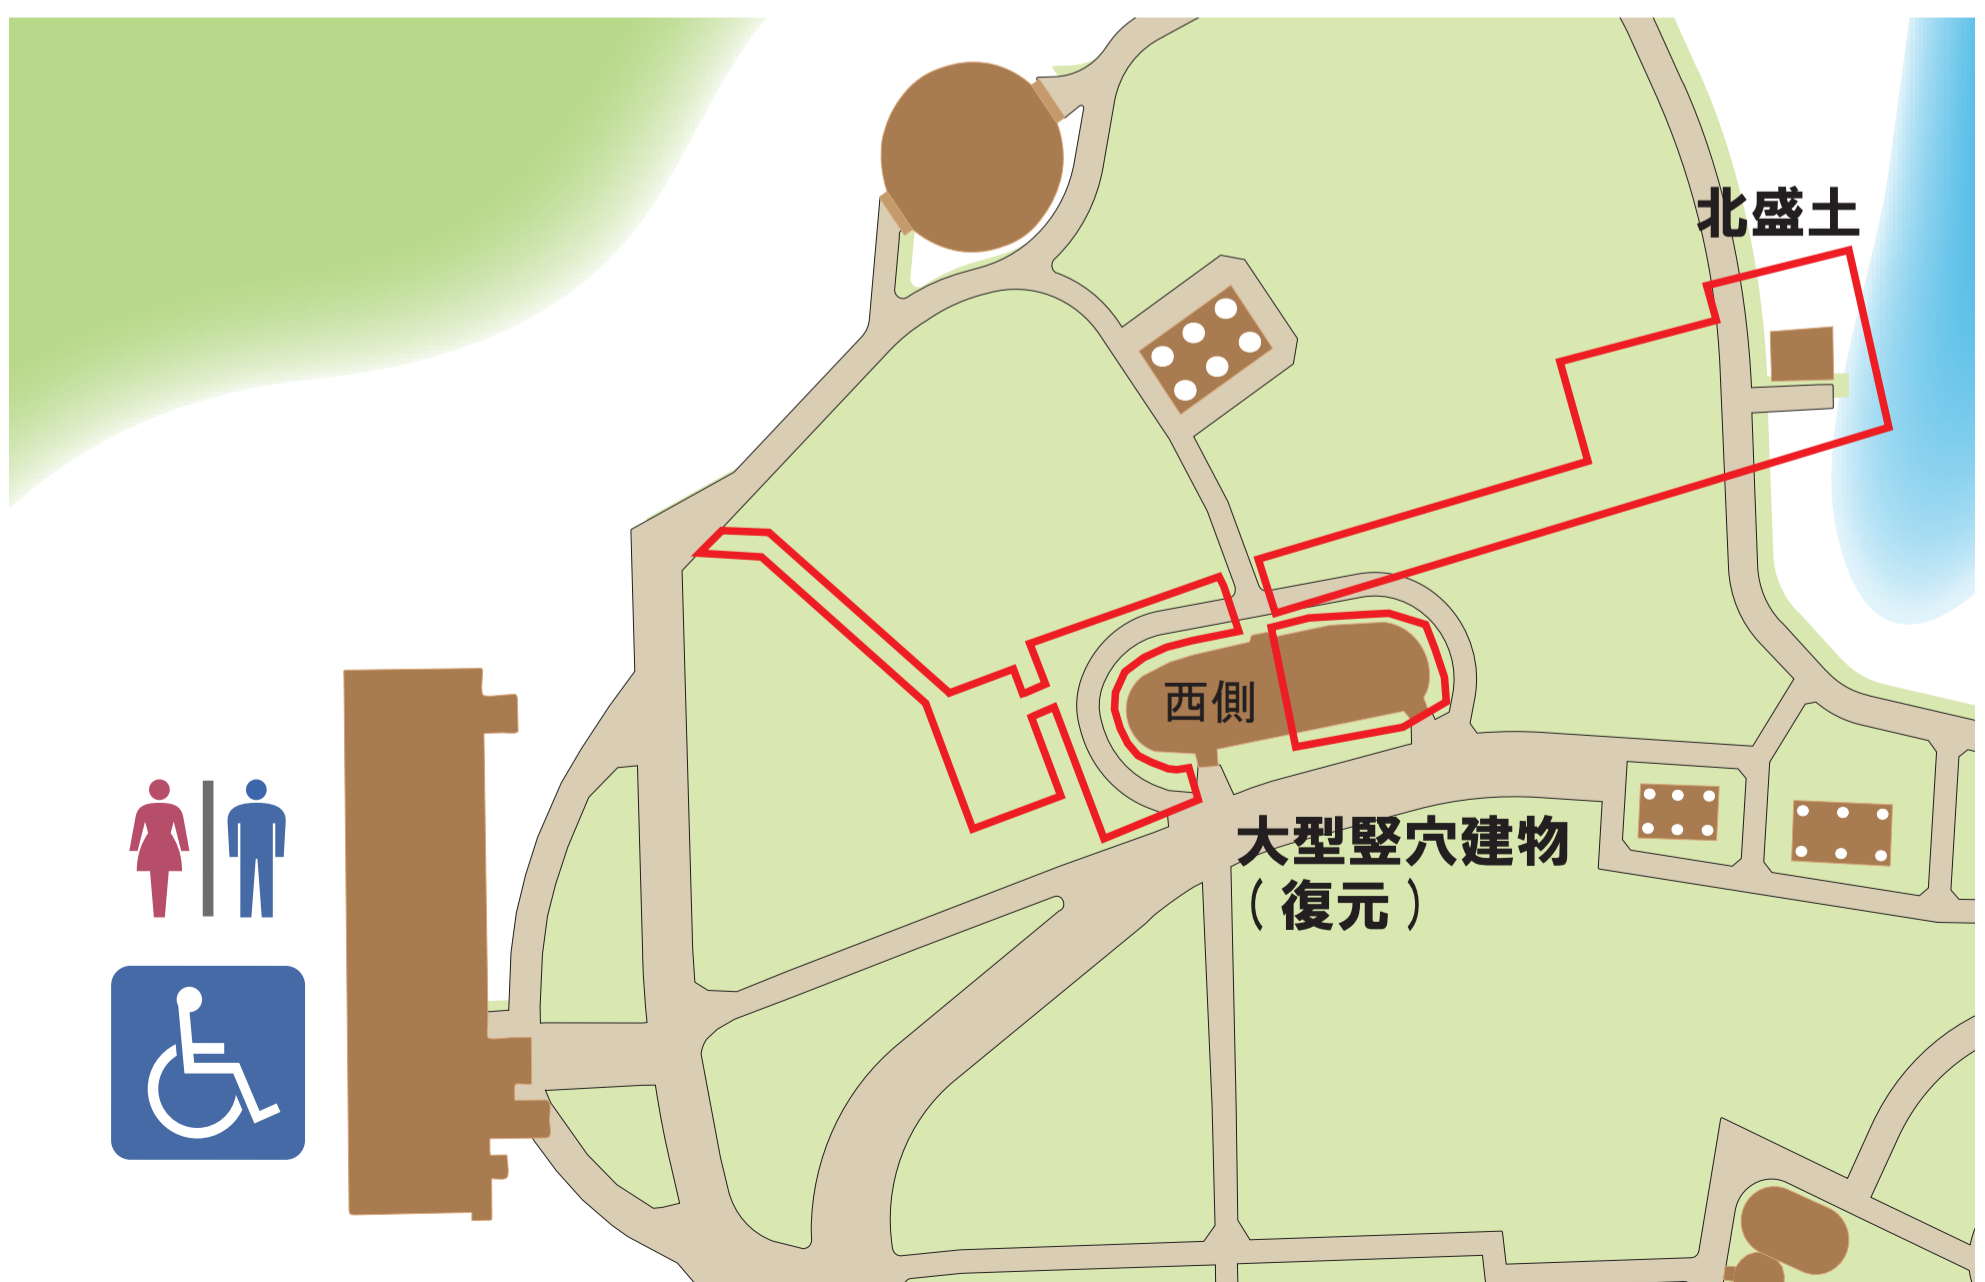 北盛土
西側
大型竪穴建物
（復元）